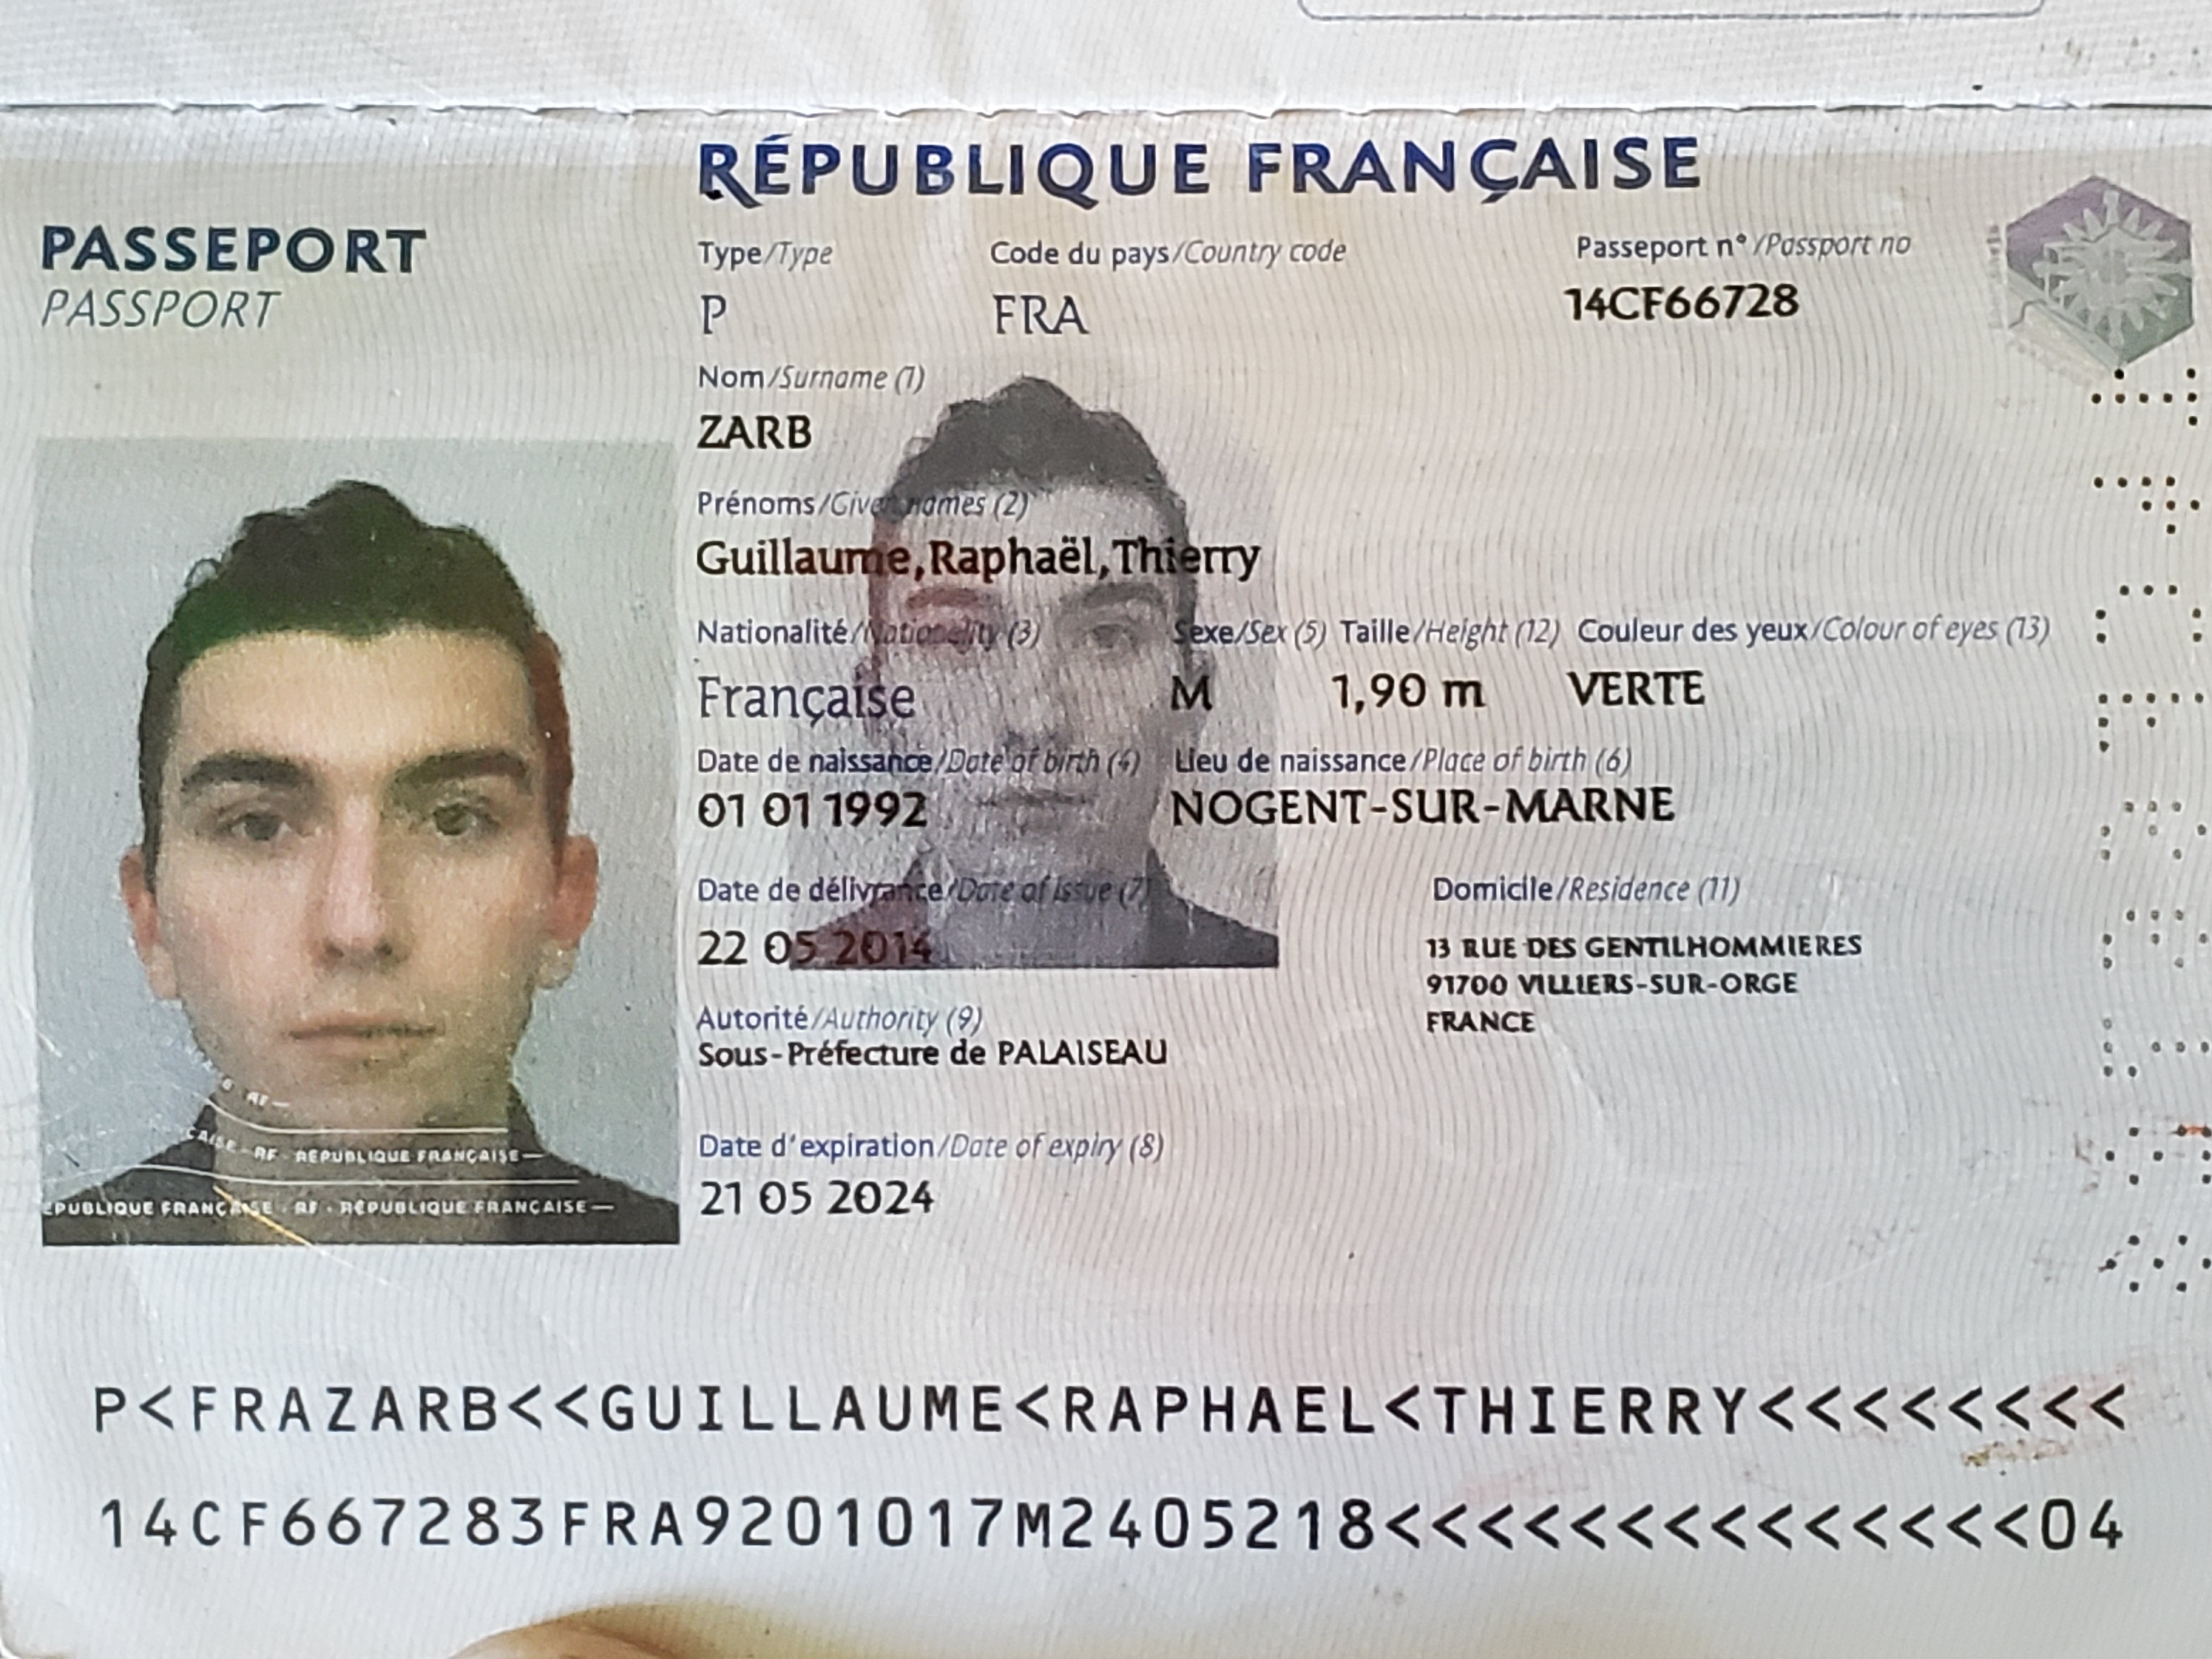 RÉPUBLIQUE FRANÇAISE
PASSEPORT
PASSPORT
Type/Type Code du pays/Country code Passeport n°/Passport no
P FRA 14CF66728
Nom/Surname (1)
ZARB
Prénoms/Given names (2)
Guillaume,Raphaël,Thierry
Nationalité/Nationality (3) Sexe/Sex (5) Taille/Height (12) Couleur des yeux/Colour of eyes (13)
Française M 1,90 m VERTE
Date de naissance/Date of birth (4) Lieu de naissance/Place of birth (6)
01 01 1992 NOGENT-SUR-MARNE
Date de délivrance/Date of issue (7) Domicile/Residence (11)
22 05 2014 13 RUE DES GENTILHOMMIERES
91700 VILLIERS-SUR-ORGE
FRANCE
Autorité/Authority (9)
Sous-Préfecture de PALAISEAU
Date d'expiration/Date of expiry (8)
21 05 2024
RF
RF - RÉPUBLIQUE FRANÇAISE
RÉPUBLIQUE FRANÇAISE - RF - RÉPUBLIQUE FRANÇAISE
P<FRAZARB<<GUILLAUME<RAPHAEL<THIERRY<<<<<<<<
14CF667283FRA9201017M2405218<<<<<<<<<<<<<<04